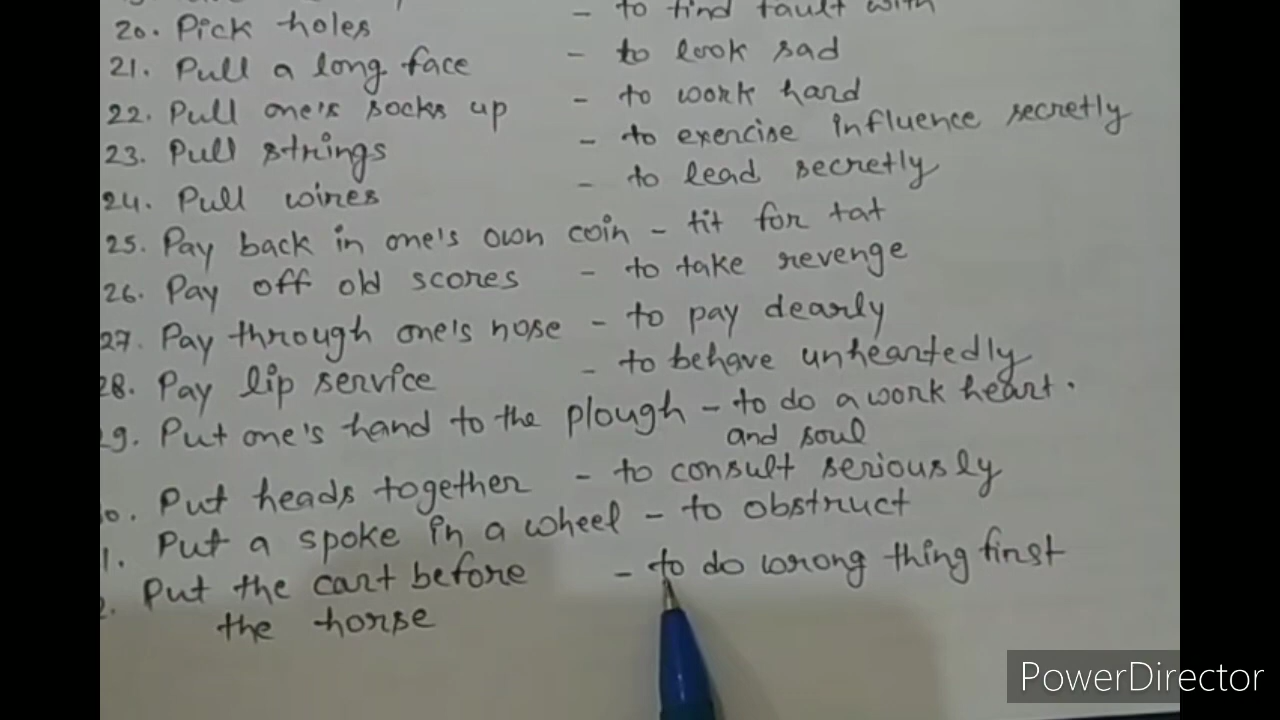 20. Pick holes - to find fault with
21. Pull a long face - to look sad
22. Pull one's socks up - to work hard
23. Pull strings - to exercise influence secretly
24. Pull wires - to lead secretly
25. Pay back in one's own coin - tit for tat
26. Pay off old scores - to take revenge
27. Pay through one's nose - to pay dearly
28. Pay lip service - to behave unheartedly
29. Put one's hand to the plough - to do a work heart.
and soul
0. Put heads together - to consult seriously
1. Put a spoke in a wheel - to obstruct
2. Put the cart before - to do wrong thing first
the horse
PowerDirector